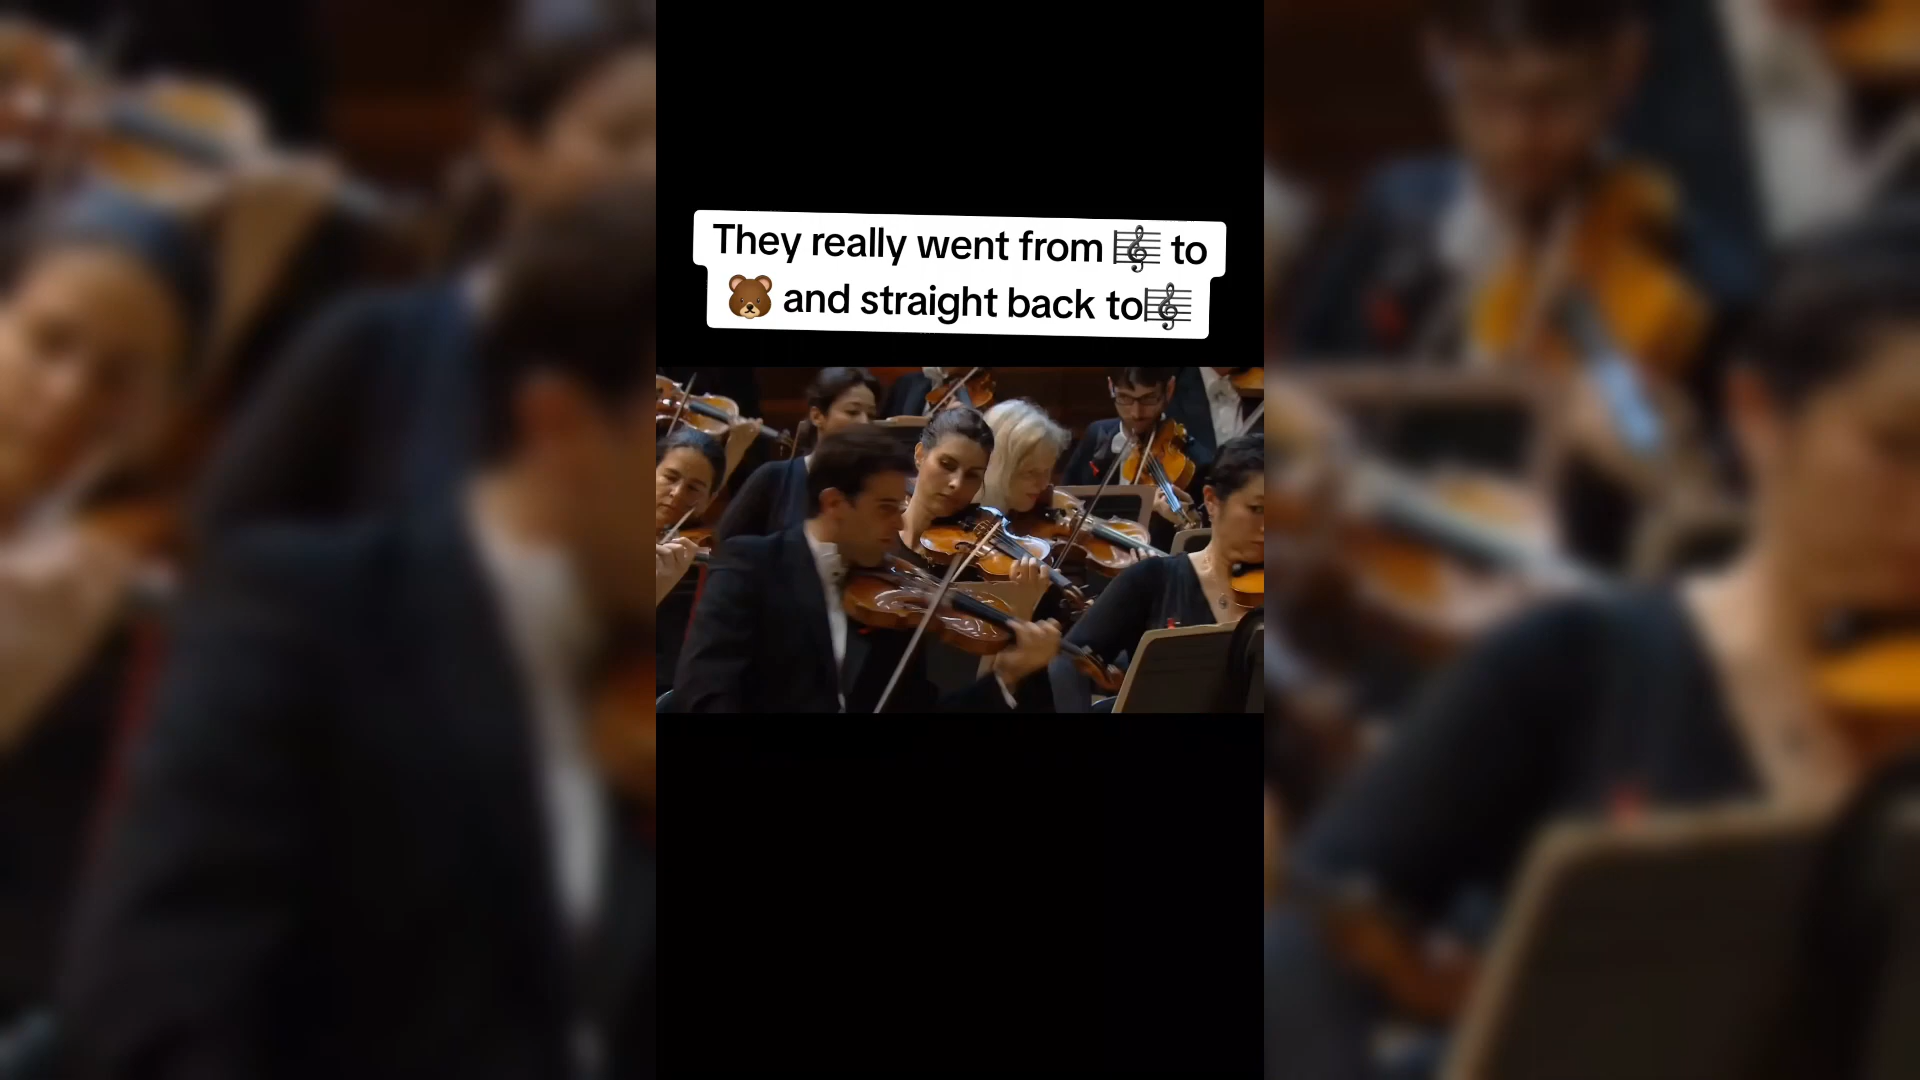 They really went from 🎼 to
🐻 and straight back to🎼